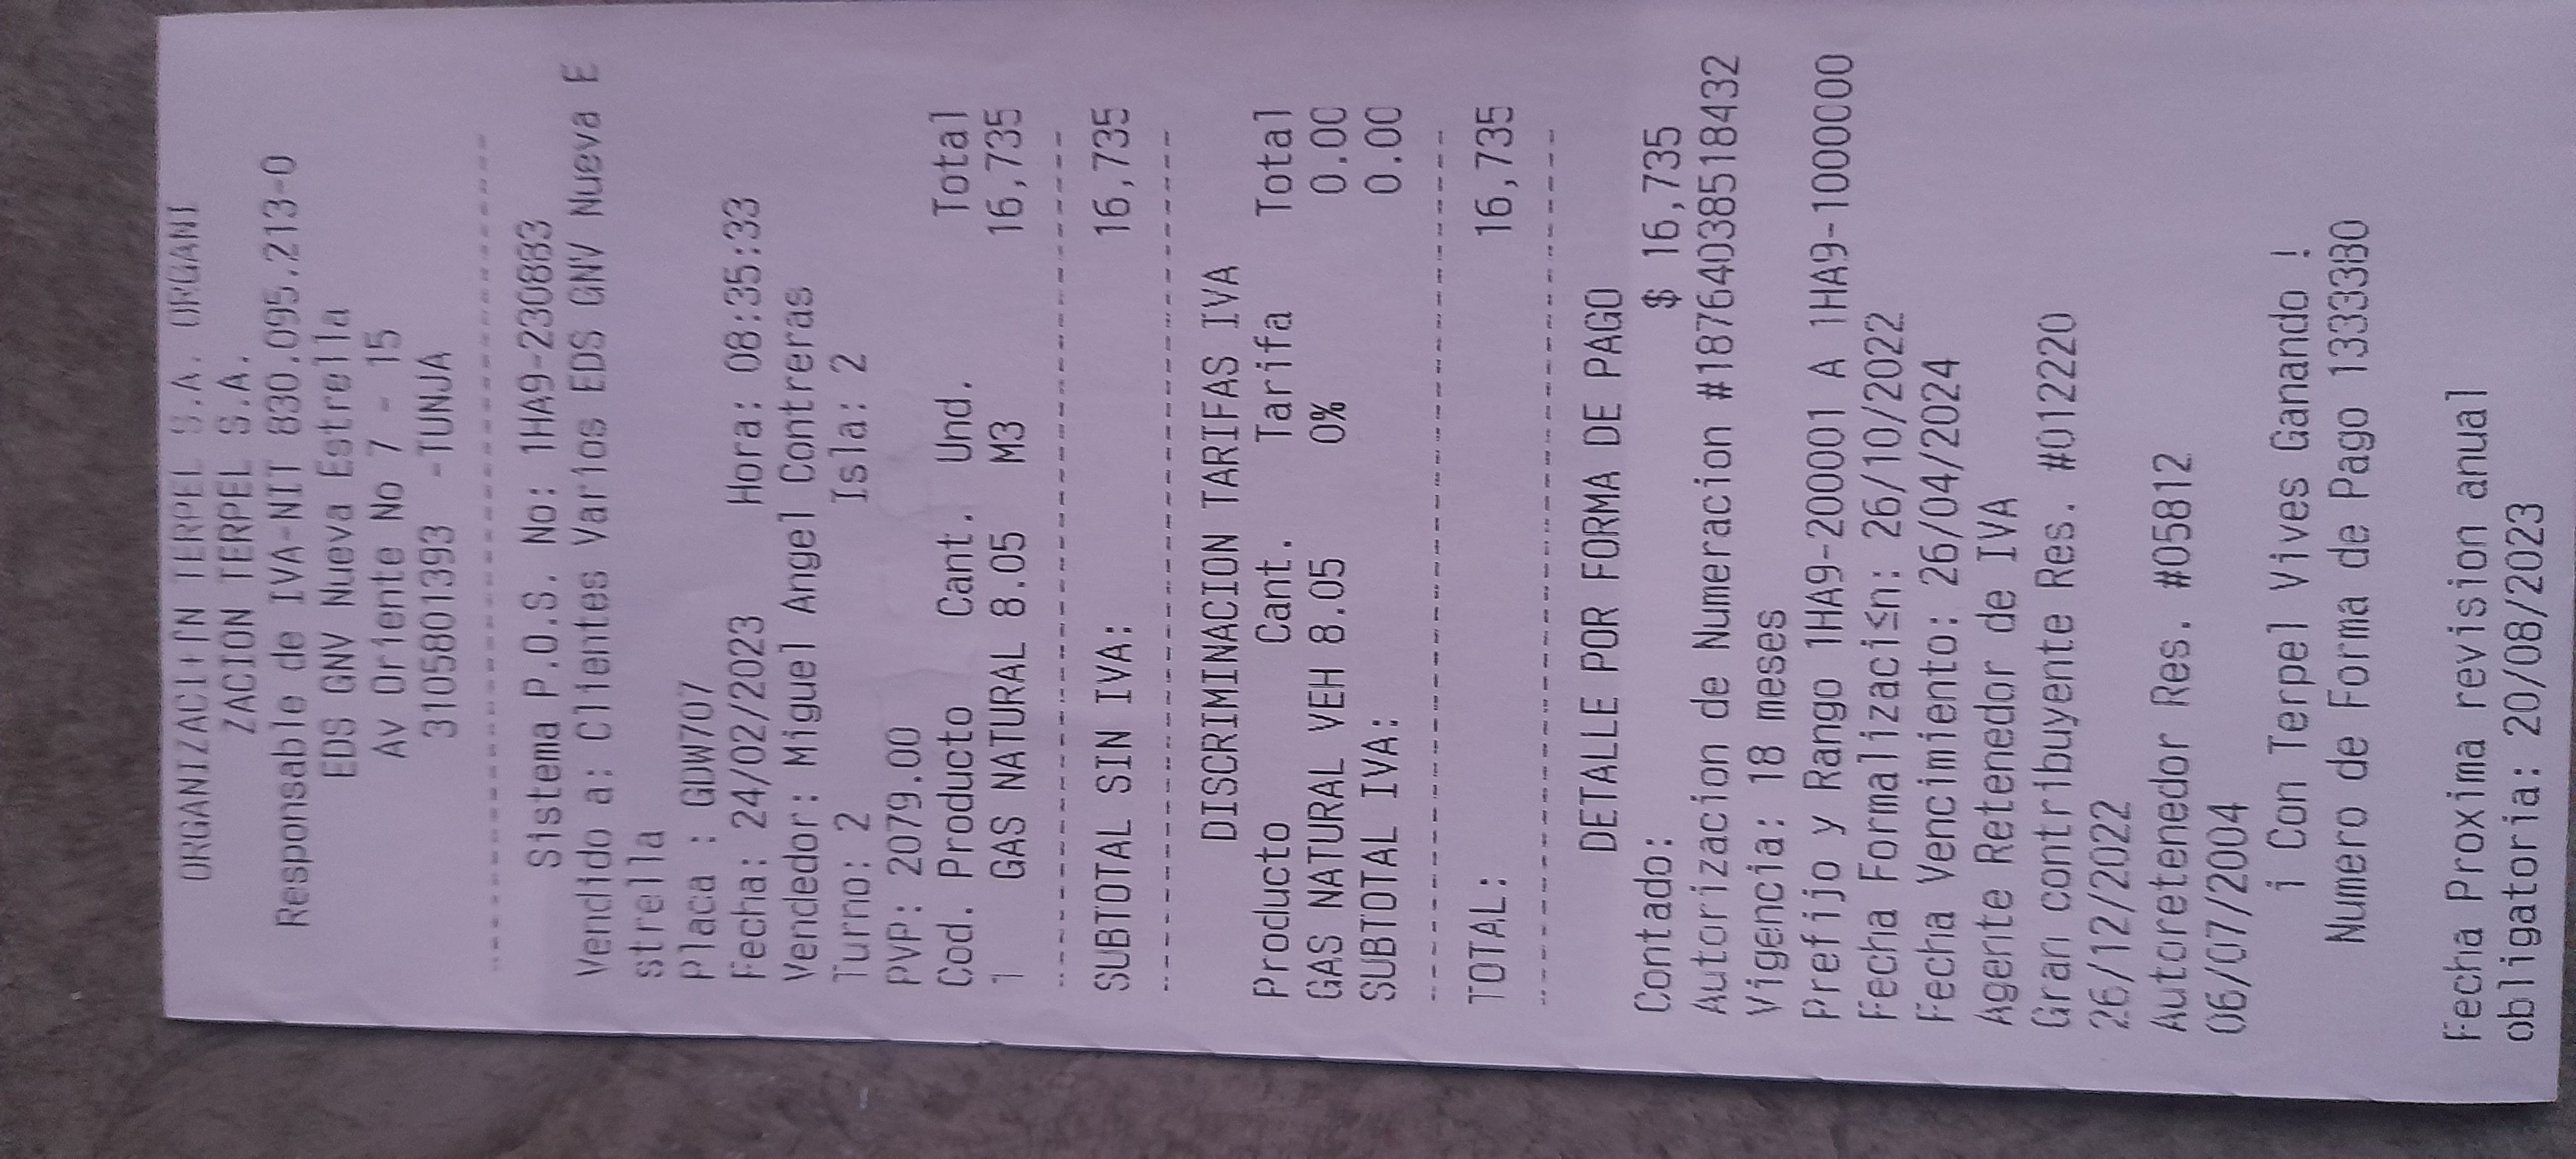 ORGANIZACI+IN TERPEL S.A. ORGANI
ZACION TERPEL S.A.
Responsable de IVA-NIT 830.095.213-0
EDS GNV Nueva Estrella
Av Oriente No 7 - 15
3105801393 -TUNJA
Sistema P.O.S. No: 1HA9-230883
Vendido a: Clientes Varios EDS GNV Nueva E
strella
Placa : GDW707
Fecha: 24/02/2023 Hora: 08:35:33
Vendedor: Miguel Angel Contreras
Turno: 2 Isla: 2
PVP: 2079.00
Cod. Producto Cant. Und. Total
1 GAS NATURAL 8.05 M3 16,735
SUBTOTAL SIN IVA: 16,735
DISCRIMINACION TARIFAS IVA
Producto Cant. Tarifa Total
GAS NATURAL VEH 8.05 0% 0.00
SUBTOTAL IVA: 0.00
TOTAL: 16,735
DETALLE POR FORMA DE PAGO
Contado: $ 16,735
Autorizacion de Numeracion #18764038518432
Vigencia: 18 meses
Prefijo y Rango 1HA9-200001 A 1HA9-1000000
Fecha Formalizaci≤n: 26/10/2022
Fecha Vencimiento: 26/04/2024
Agente Retenedor de IVA
Gran contribuyente Res. #012220
26/12/2022
Autoretenedor Res. #05812
06/07/2004
¡ Con Terpel Vives Ganando !
Numero de Forma de Pago 133380
Fecha Proxima revision anual
obligatoria: 20/08/2023